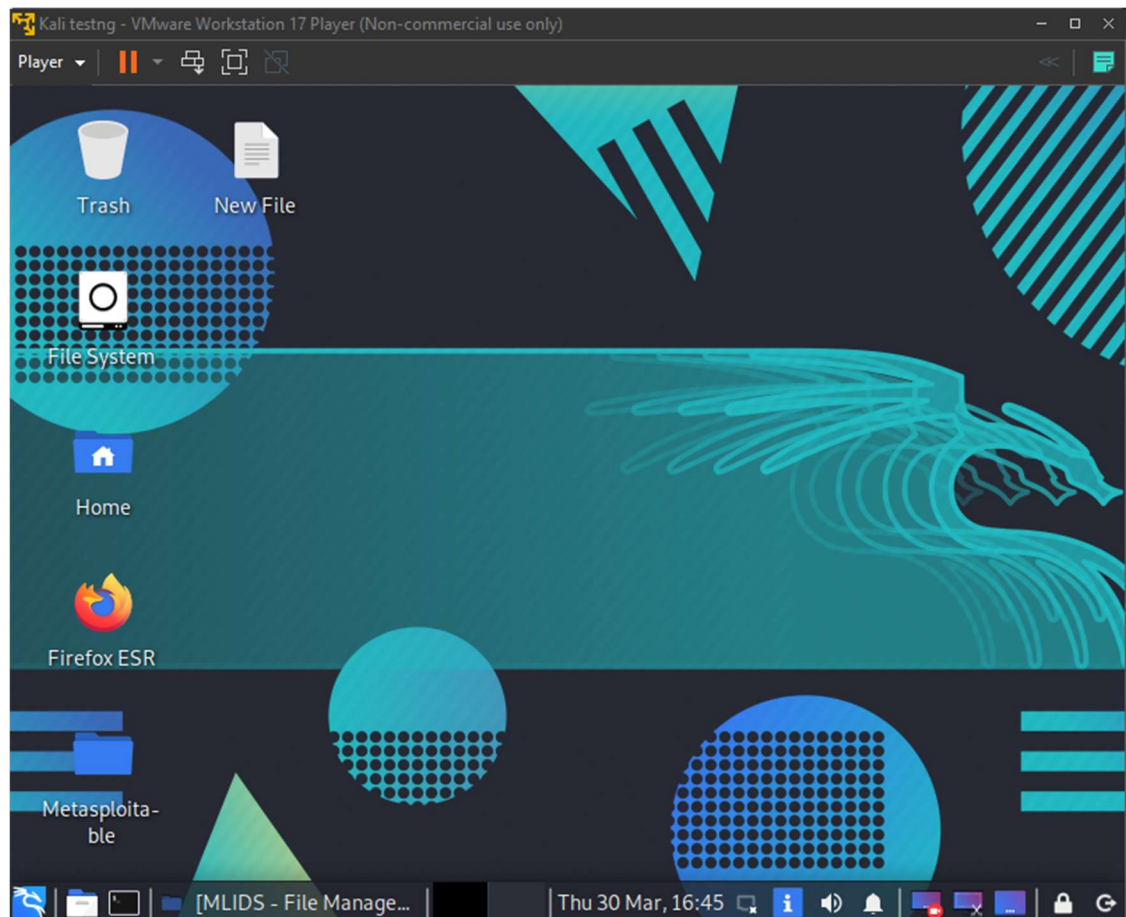 Kali testng - VMware Workstation 17 Player (Non-commercial use only)
Player
Trash
New File
File System
Home
Firefox ESR
Metasploita-
ble
[MLIDS - File Manage...
Thu 30 Mar, 16:45